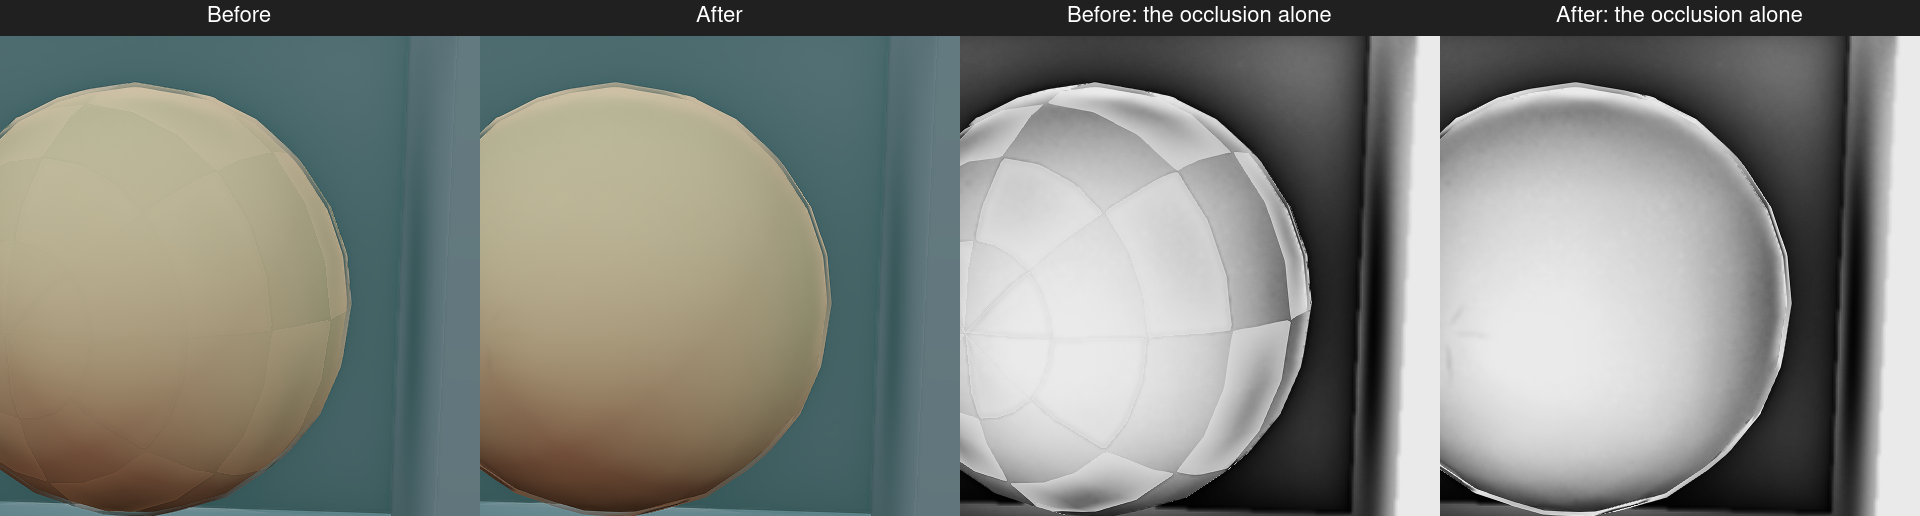 Before
After
Before: the occlusion alone
After: the occlusion alone